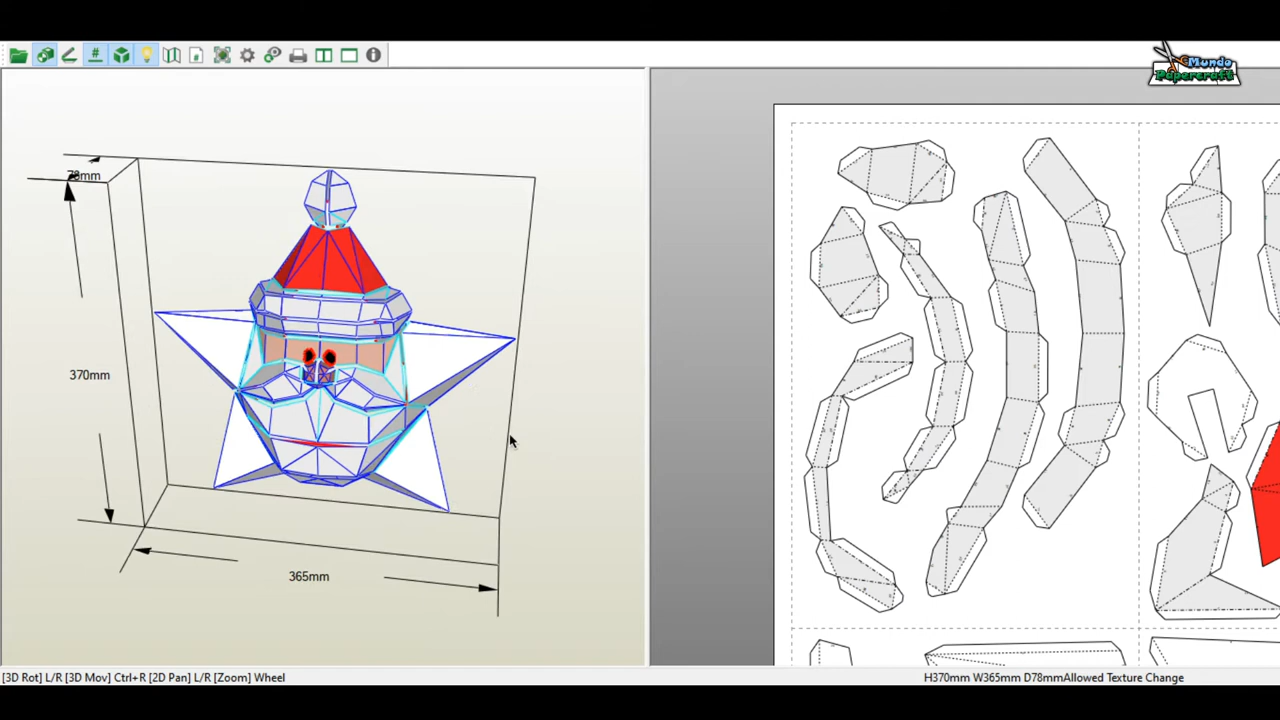 Mundo
Papercraft
78mm
370mm
365mm
[3D Rot] L/R [3D Mov] Ctrl+R [2D Pan] L/R [Zoom] Wheel
H370mm W365mm D78mmAllowed Texture Change